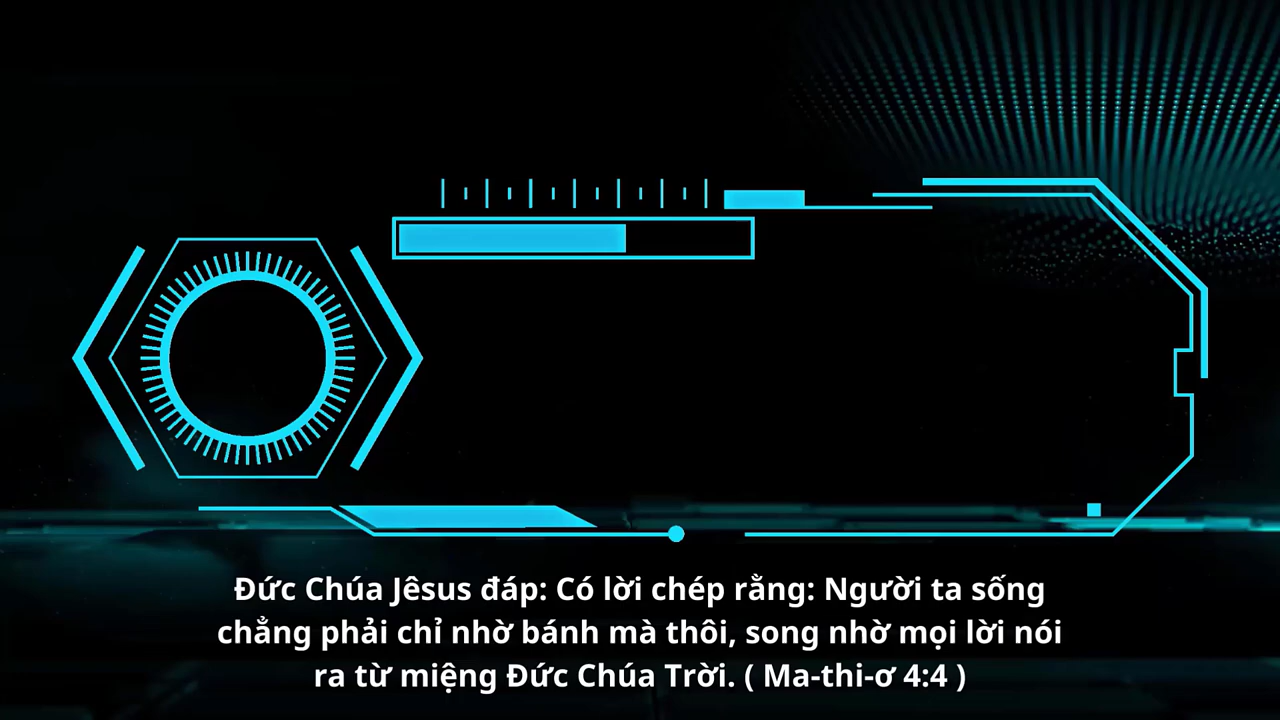 Đức Chúa Jêsus đáp: Có lời chép rằng: Người ta sống
chẳng phải chỉ nhờ bánh mà thôi, song nhờ mọi lời nói
ra từ miệng Đức Chúa Trời. ( Ma-thi-ơ 4:4 )